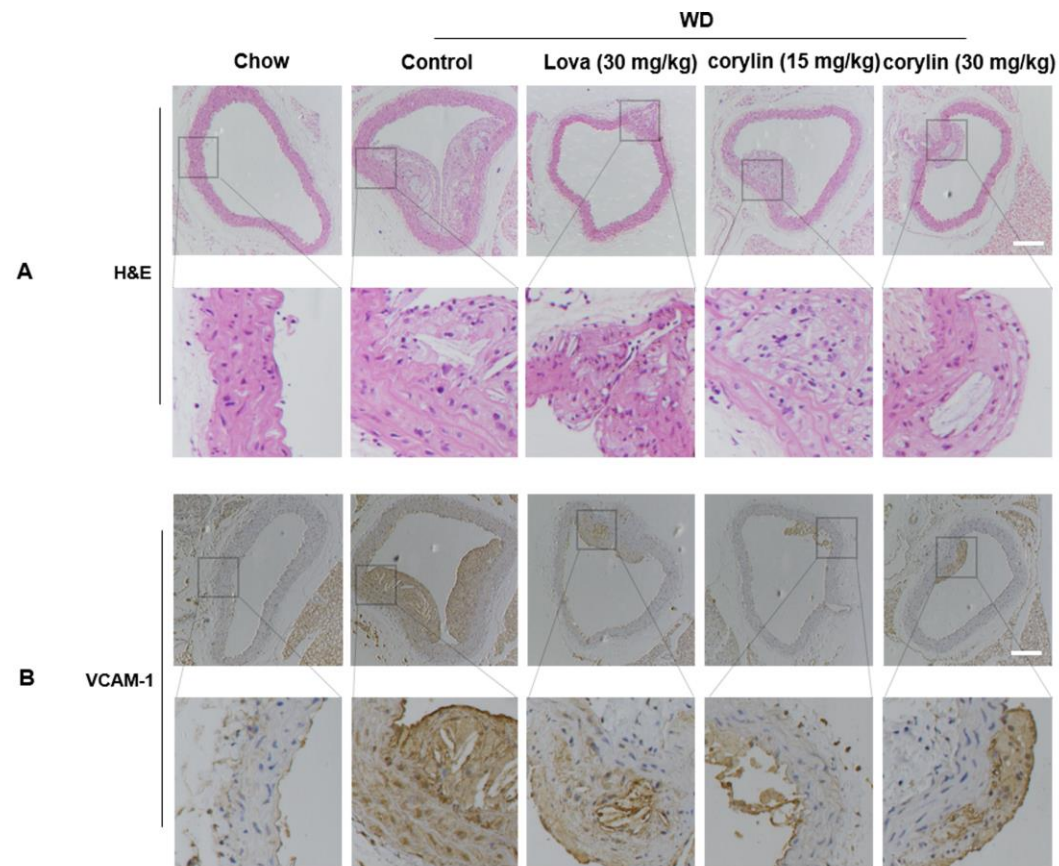 WD
Chow Control Lova (30 mg/kg) corylin (15 mg/kg) corylin (30 mg/kg)
A
H&E
B
VCAM-1